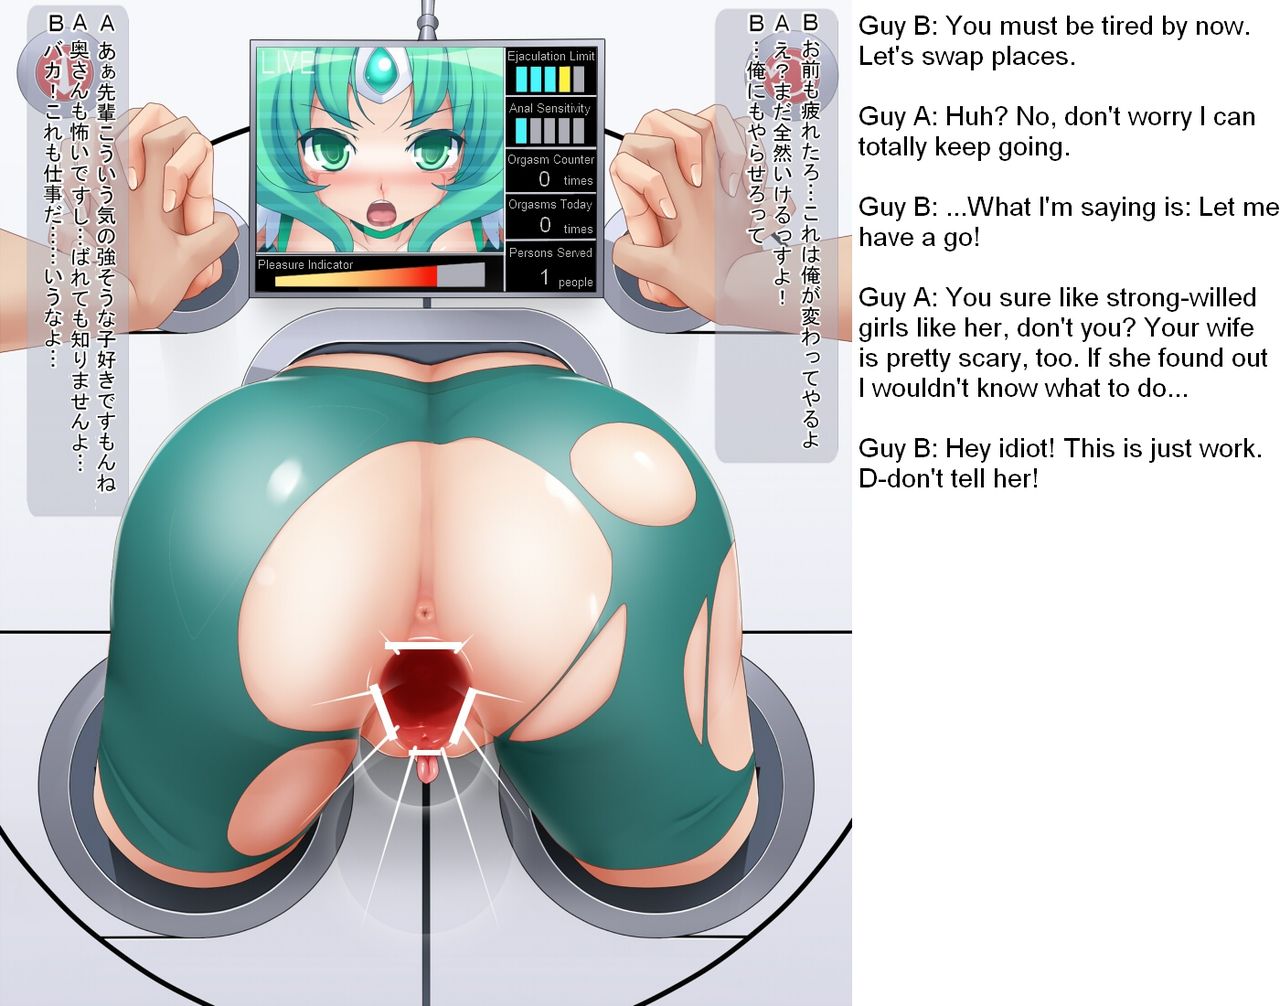 B お前も疲れたろ…これは俺が変わってやるよ
A え？まだ全然いけるっすよ！
B …俺にもやらせろって
A あぁ先輩こういう気の強そうな子好きですもんね
A 奥さんも怖いですし…ばれても知りませんよ…
B バカ！これも仕事だ……いうなよ…
LIVE
Ejaculation Limit
Anal Sensitivity
Orgasm Counter
0 times
Orgasms Today
0 times
Persons Served
1 people
Pleasure Indicator
Guy B: You must be tired by now.
Let's swap places.
Guy A: Huh? No, don't worry I can
totally keep going.
Guy B: ...What I'm saying is: Let me
have a go!
Guy A: You sure like strong-willed
girls like her, don't you? Your wife
is pretty scary, too. If she found out
I wouldn't know what to do...
Guy B: Hey idiot! This is just work.
D-don't tell her!